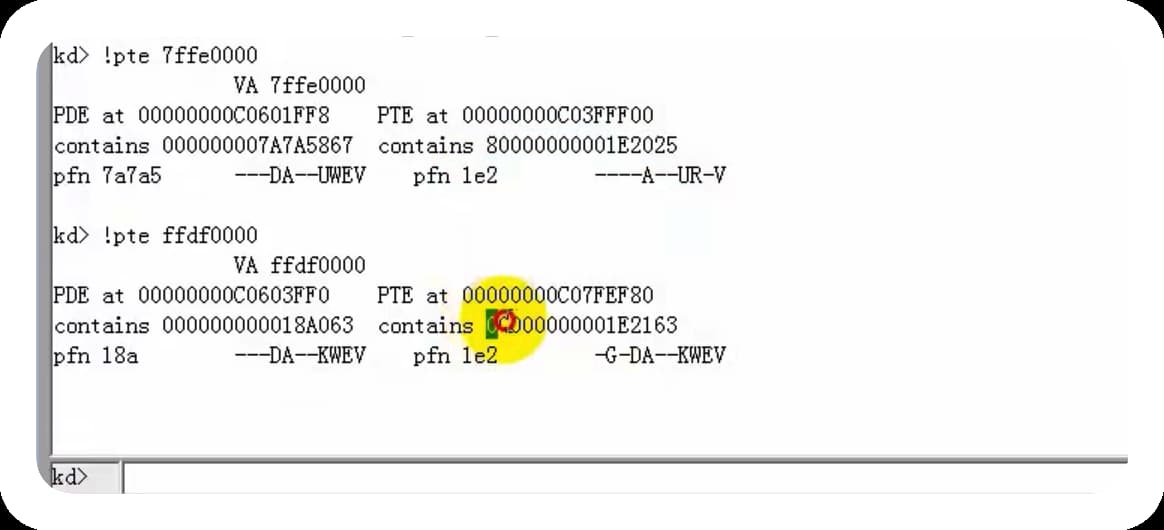 kd> !pte 7ffe0000
VA 7ffe0000
PDE at 00000000C0601FF8 PTE at 00000000C03FFF00
contains 000000007A7A5867 contains 80000000001E2025
pfn 7a7a5 ---DA--UWEV pfn 1e2 ----A--UR-V
kd> !pte ffdf0000
VA ffdf0000
PDE at 00000000C0603FF0 PTE at 00000000C07FEF80
contains 000000000018A063 contains 00000000001E2163
pfn 18a ---DA--KWEV pfn 1e2 -G-DA--KWEV
kd>